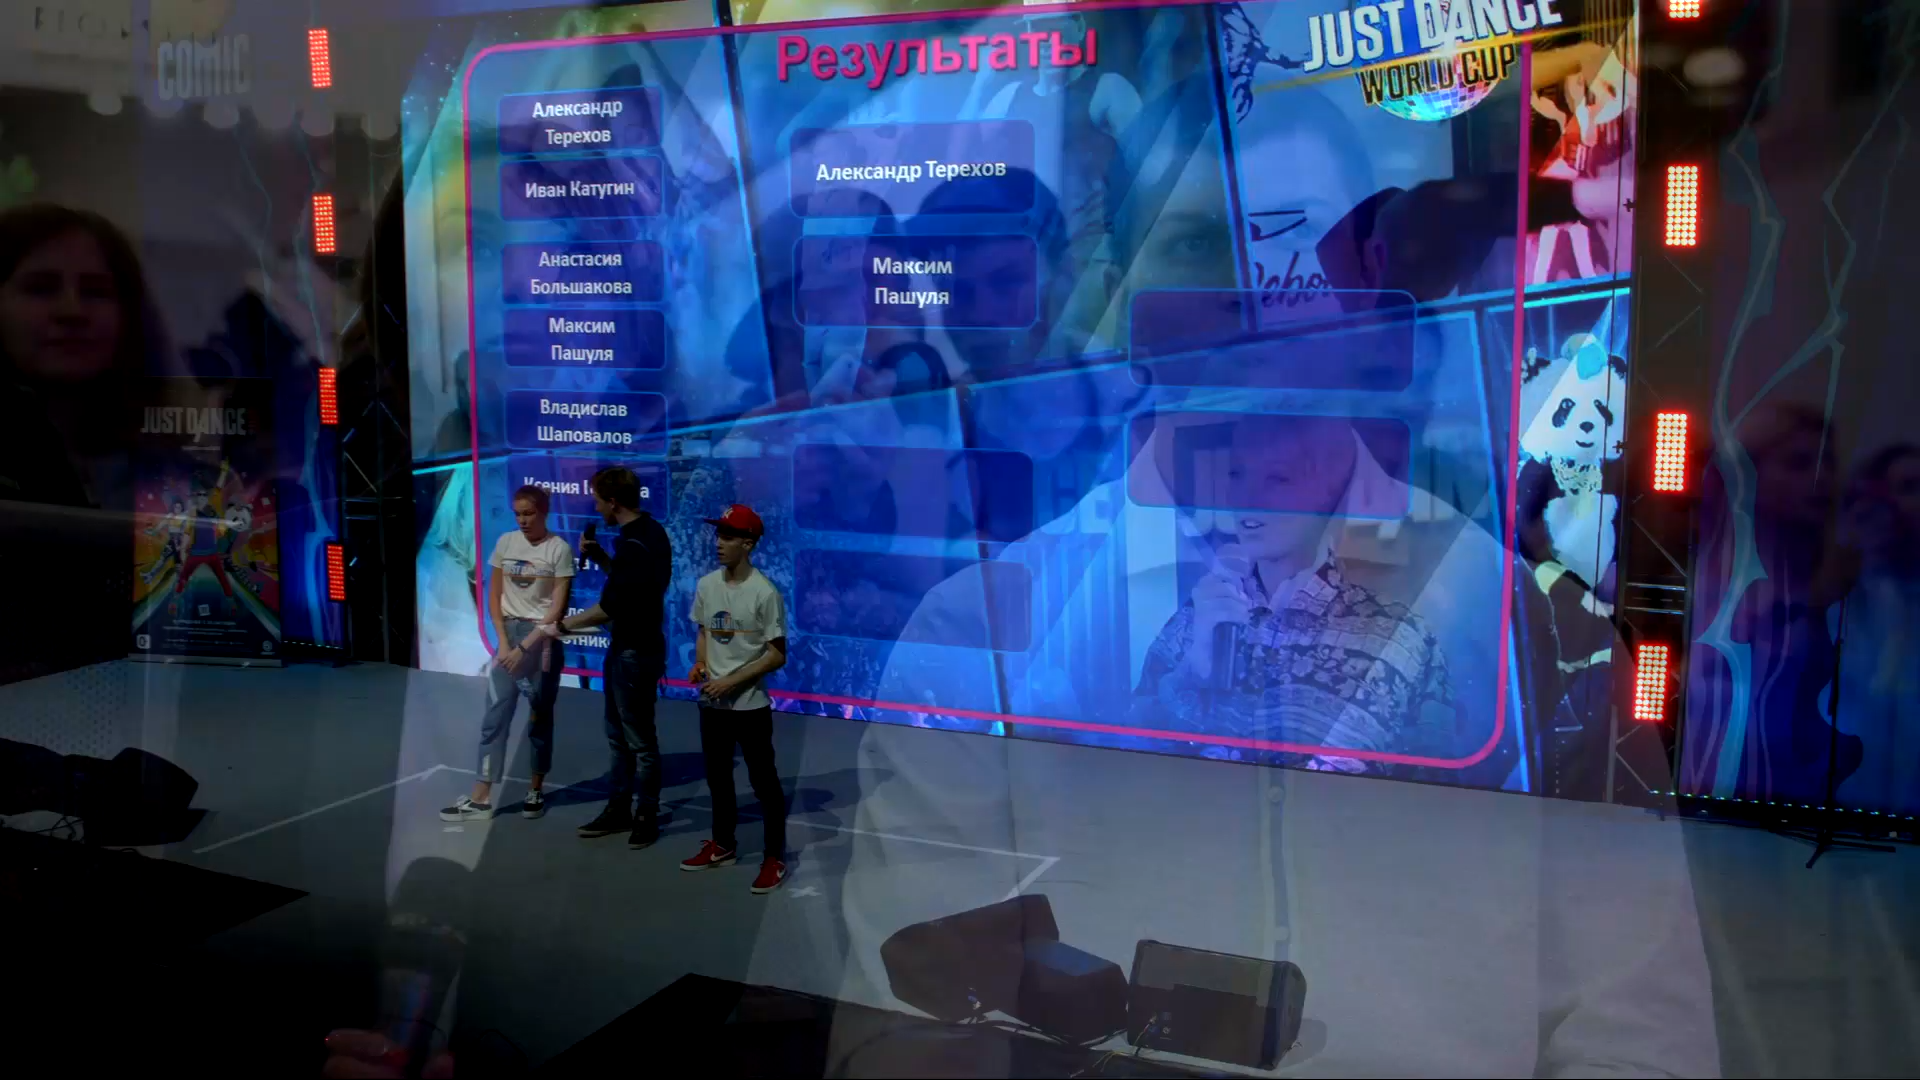 COMIC
JUST DANCE
WORLD CUP
Результаты
Александр
Терехов
Иван Катугин
Анастасия
Большакова
Максим
Пашуля
Владислав
Шаповалов
Ксения
Александр Терехов
Максим
Пашуля
JUST DANCE